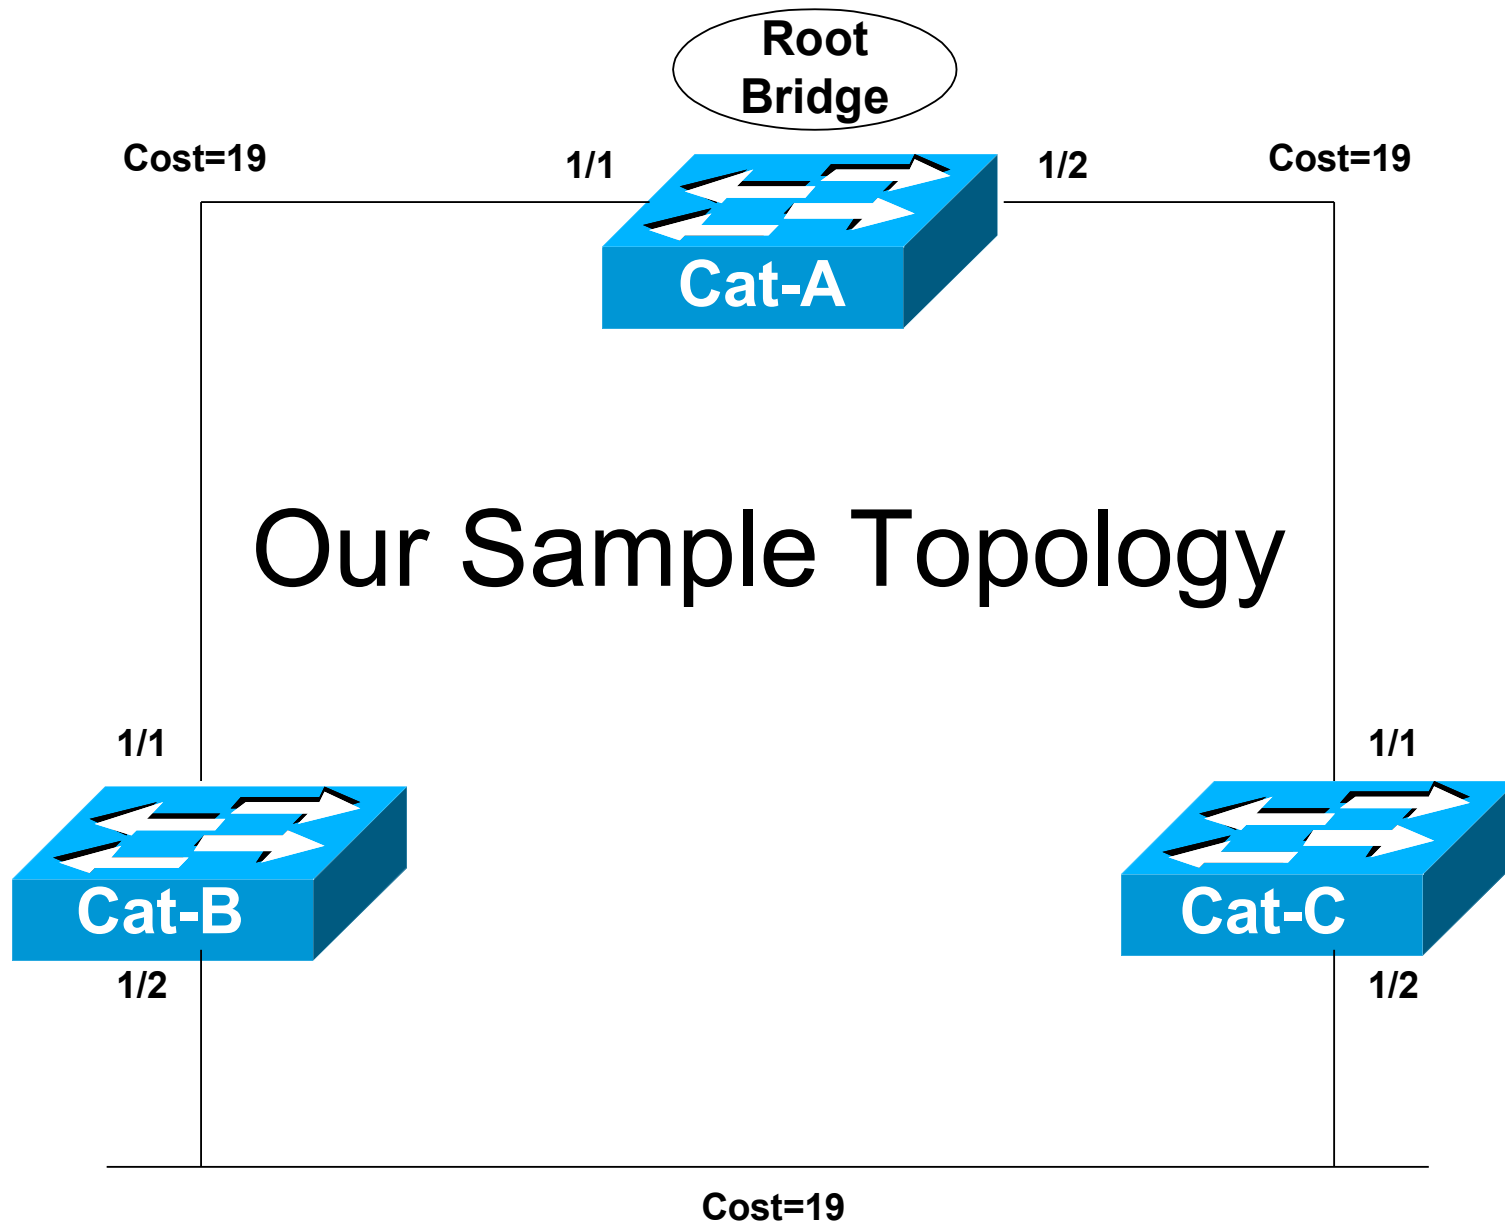 Root
Bridge
Cost=19
1/1
1/2
Cost=19
Cat-A
Our Sample Topology
1/1
1/1
Cat-B
Cat-C
1/2
1/2
Cost=19